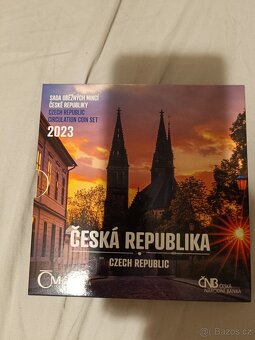 SADA OBĚŽNÝCH MINCÍ
ČESKÉ REPUBLIKY
CZECH REPUBLIC
CIRCULATION COIN SET
2023
ČESKÁ REPUBLIKA
CZECH REPUBLIC
ČNB ČESKÁ
NÁRODNÍ BANKA
© Bazoš.cz